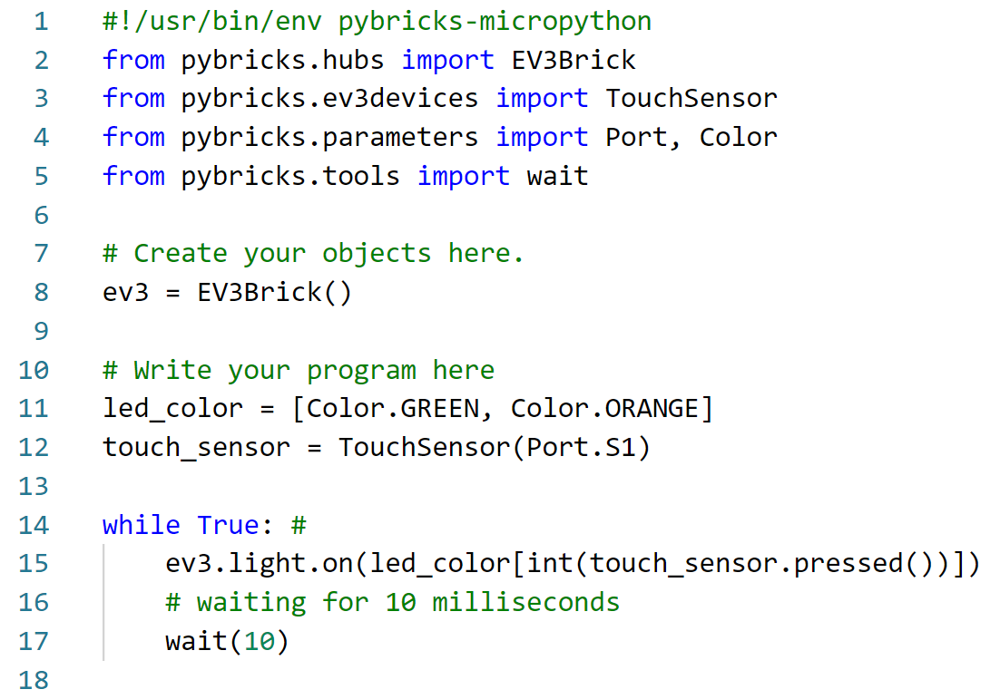 1 #!/usr/bin/env pybricks-micropython
2 from pybricks.hubs import EV3Brick
3 from pybricks.ev3devices import TouchSensor
4 from pybricks.parameters import Port, Color
5 from pybricks.tools import wait
6
7 # Create your objects here.
8 ev3 = EV3Brick()
9
10 # Write your program here
11 led_color = [Color.GREEN, Color.ORANGE]
12 touch_sensor = TouchSensor(Port.S1)
13
14 while True: #
15     ev3.light.on(led_color[int(touch_sensor.pressed())])
16     # waiting for 10 milliseconds
17     wait(10)
18